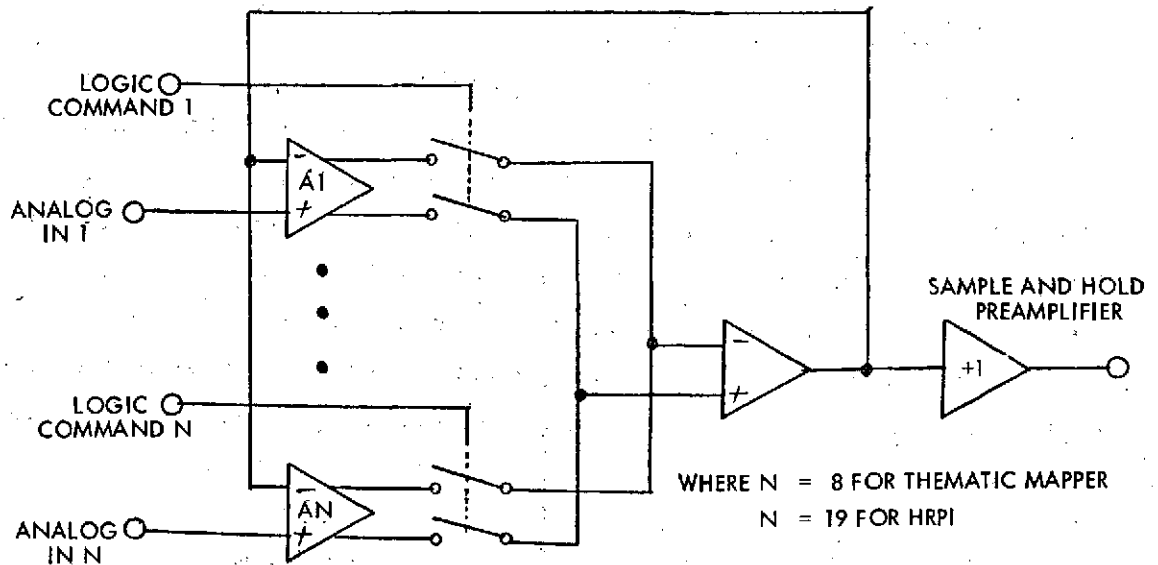 LOGIC
COMMAND 1
-
A1
+
ANALOG
IN 1
SAMPLE AND HOLD
PREAMPLIFIER
-
+
+1
LOGIC
COMMAND N
-
AN
+
ANALOG
IN N
WHERE N = 8 FOR THEMATIC MAPPER
N = 19 FOR HRPI